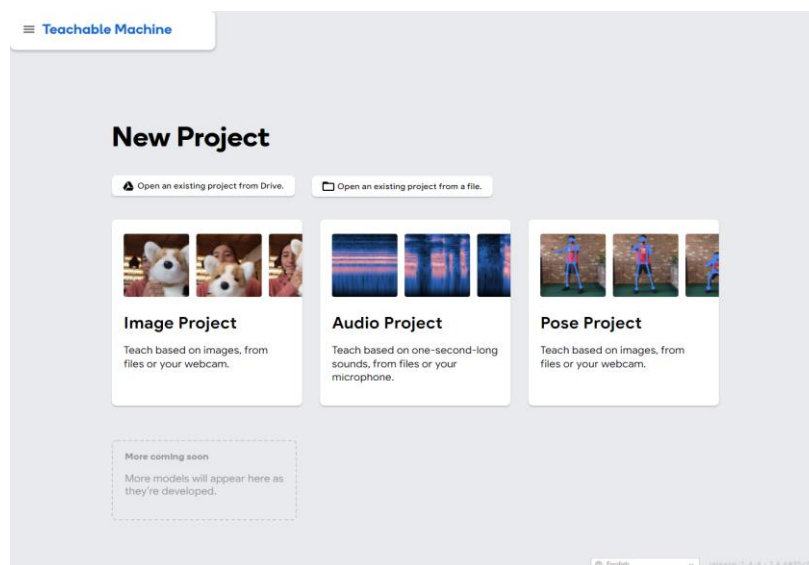 Teachable Machine
New Project
Open an existing project from Drive.
Open an existing project from a file.
Image Project
Teach based on images, from
files or your webcam.
Audio Project
Teach based on one-second-long
sounds, from files or your
microphone.
Pose Project
Teach based on images, from
files or your webcam.
More coming soon
More models will appear here as
they're developed.
English